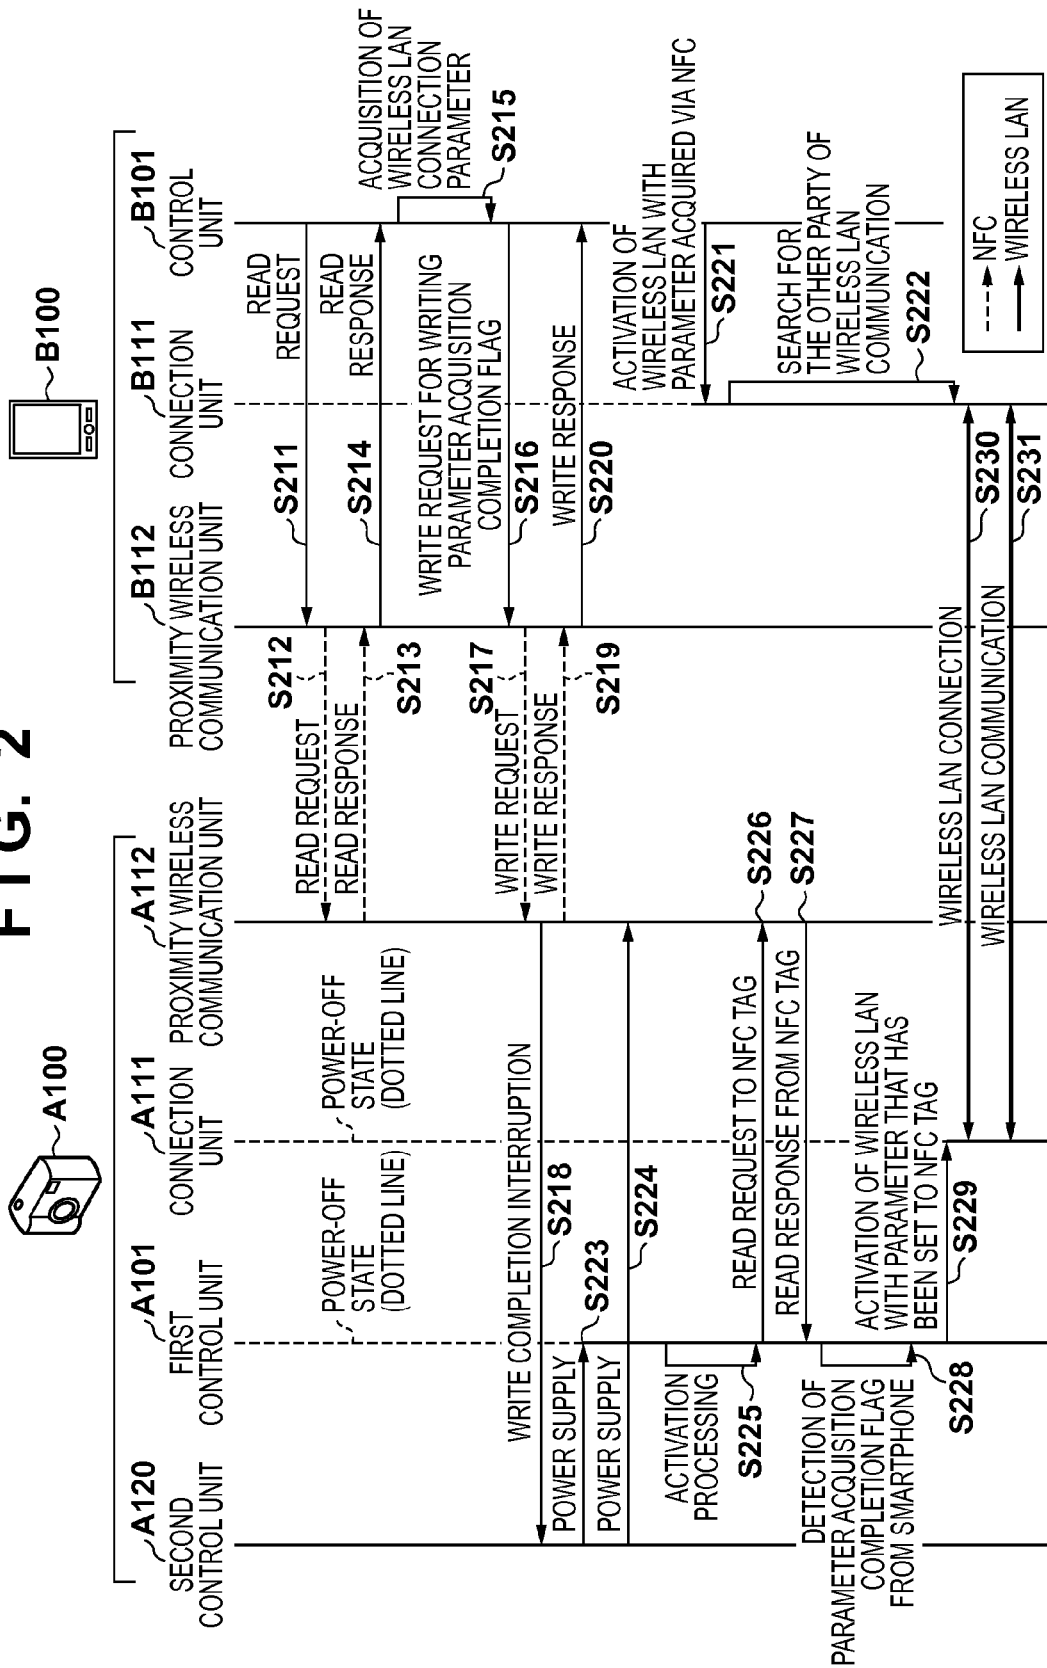 FIG. 2
A100
B100
A120
SECOND
CONTROL UNIT
A101
FIRST
CONTROL UNIT
A111
CONNECTION
UNIT
A112
PROXIMITY WIRELESS
COMMUNICATION UNIT
B112
PROXIMITY WIRELESS
COMMUNICATION UNIT
B111
CONNECTION
UNIT
B101
CONTROL
UNIT
POWER-OFF
STATE
(DOTTED LINE)
POWER-OFF
STATE
(DOTTED LINE)
READ
REQUEST
S211
S212
READ REQUEST
READ RESPONSE
S213
READ
RESPONSE
S214
ACQUISITION OF
WIRELESS LAN
CONNECTION
PARAMETER
S215
WRITE REQUEST FOR WRITING
PARAMETER ACQUISITION
COMPLETION FLAG
S216
S217
WRITE REQUEST
WRITE RESPONSE
S219
WRITE COMPLETION INTERRUPTION
S218
WRITE RESPONSE
S220
POWER SUPPLY
S223
POWER SUPPLY
S224
ACTIVATION OF
WIRELESS LAN WITH
PARAMETER ACQUIRED VIA NFC
S221
ACTIVATION
PROCESSING
S225
READ REQUEST TO NFC TAG
S226
READ RESPONSE FROM NFC TAG
S227
SEARCH FOR
THE OTHER PARTY OF
WIRELESS LAN
COMMUNICATION
S222
DETECTION OF
PARAMETER ACQUISITION
COMPLETION FLAG
FROM SMARTPHONE
S228
ACTIVATION OF WIRELESS LAN
WITH PARAMETER THAT HAS
BEEN SET TO NFC TAG
S229
WIRELESS LAN CONNECTION
S230
WIRELESS LAN COMMUNICATION
S231
NFC
WIRELESS LAN